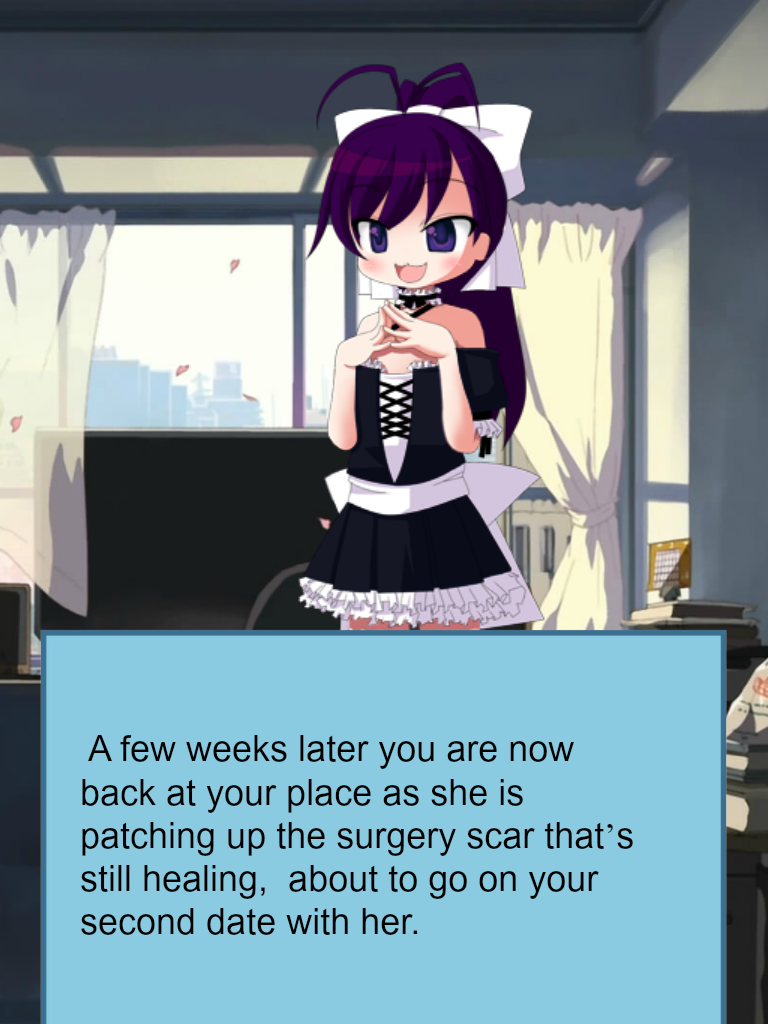 A few weeks later you are now
back at your place as she is
patching up the surgery scar that’s
still healing,  about to go on your
second date with her.